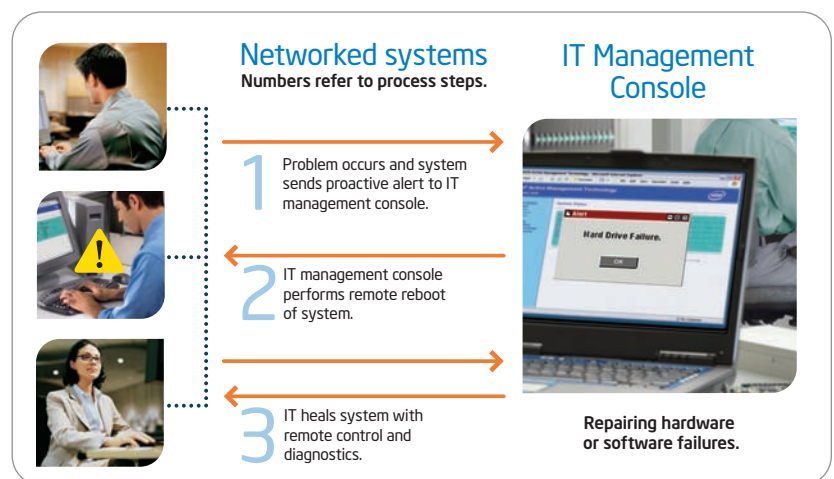 Networked systems
Numbers refer to process steps.
IT Management
Console
1
Problem occurs and system
sends proactive alert to IT
management console.
2
IT management console
performs remote reboot
of system.
3
IT heals system with
remote control and
diagnostics.
Alert
Hard Drive Failure.
OK
Repairing hardware
or software failures.